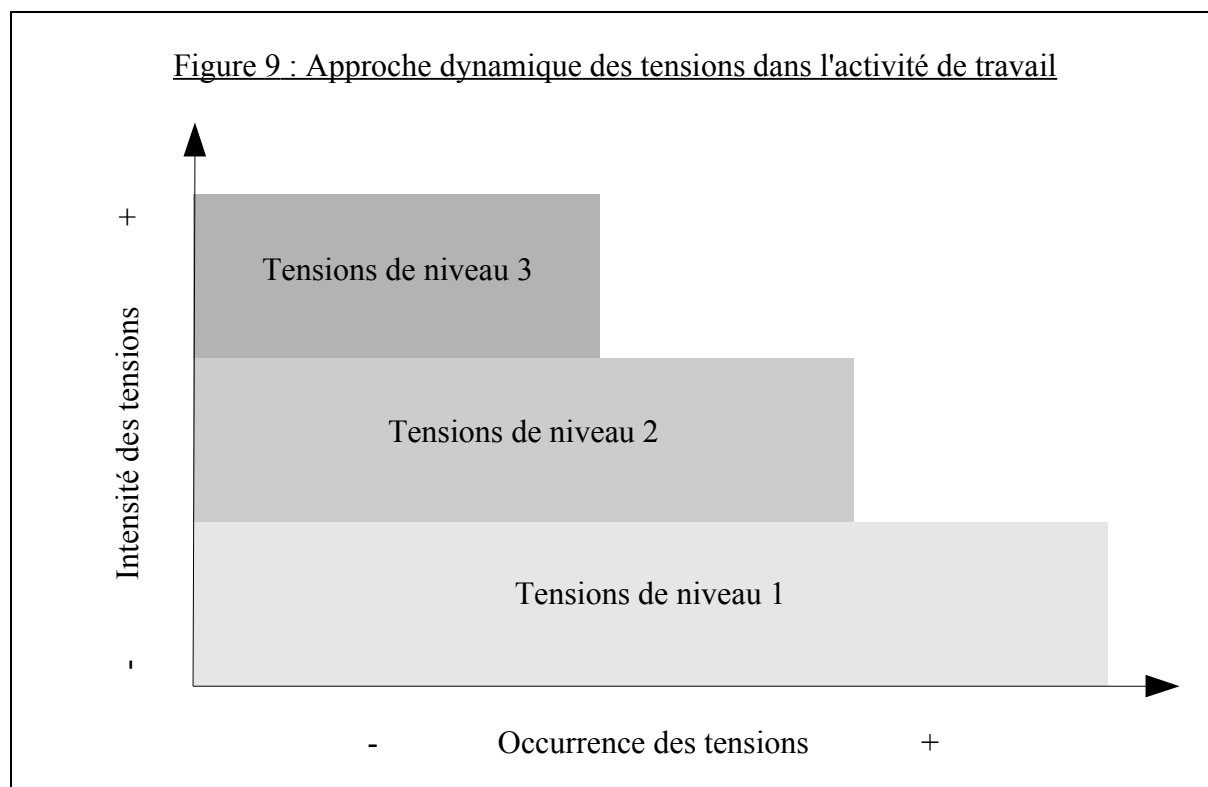 Figure 9 : Approche dynamique des tensions dans l'activité de travail
+
Intensité des tensions
-
Tensions de niveau 3
Tensions de niveau 2
Tensions de niveau 1
- Occurrence des tensions +